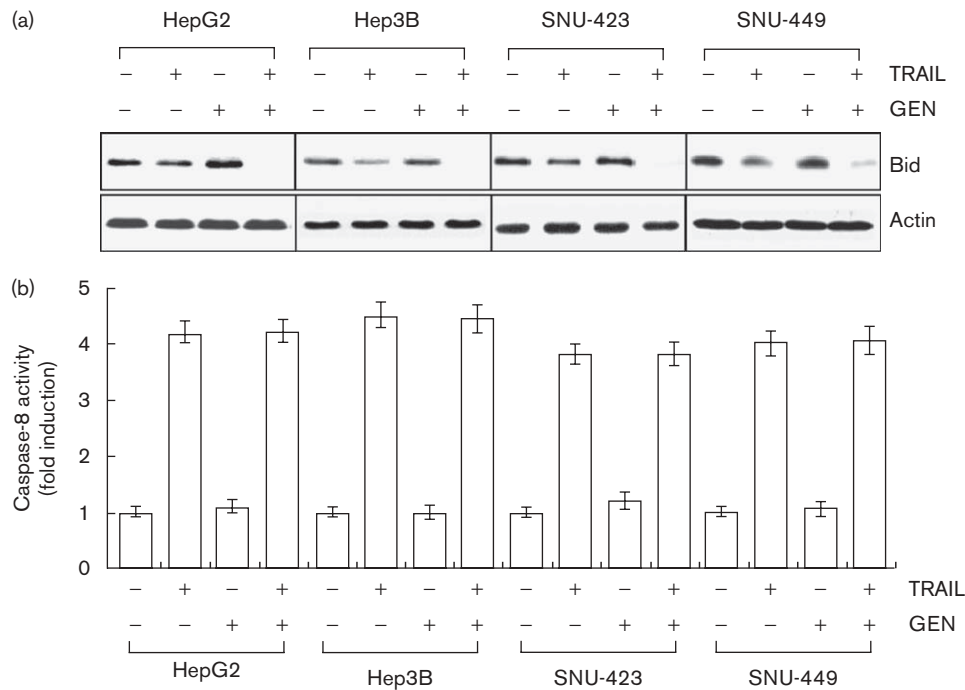 (a)
HepG2 Hep3B SNU-423 SNU-449
– + – + – + – + – + – + – + – + TRAIL
– – + + – – + + – – + + – – + + GEN
Bid
Actin
(b)
Caspase-8 activity
(fold induction)
5
4
3
2
1
0
– + – + – + – + – + – + – + – + TRAIL
– – + + – – + + – – + + – – + + GEN
HepG2 Hep3B SNU-423 SNU-449